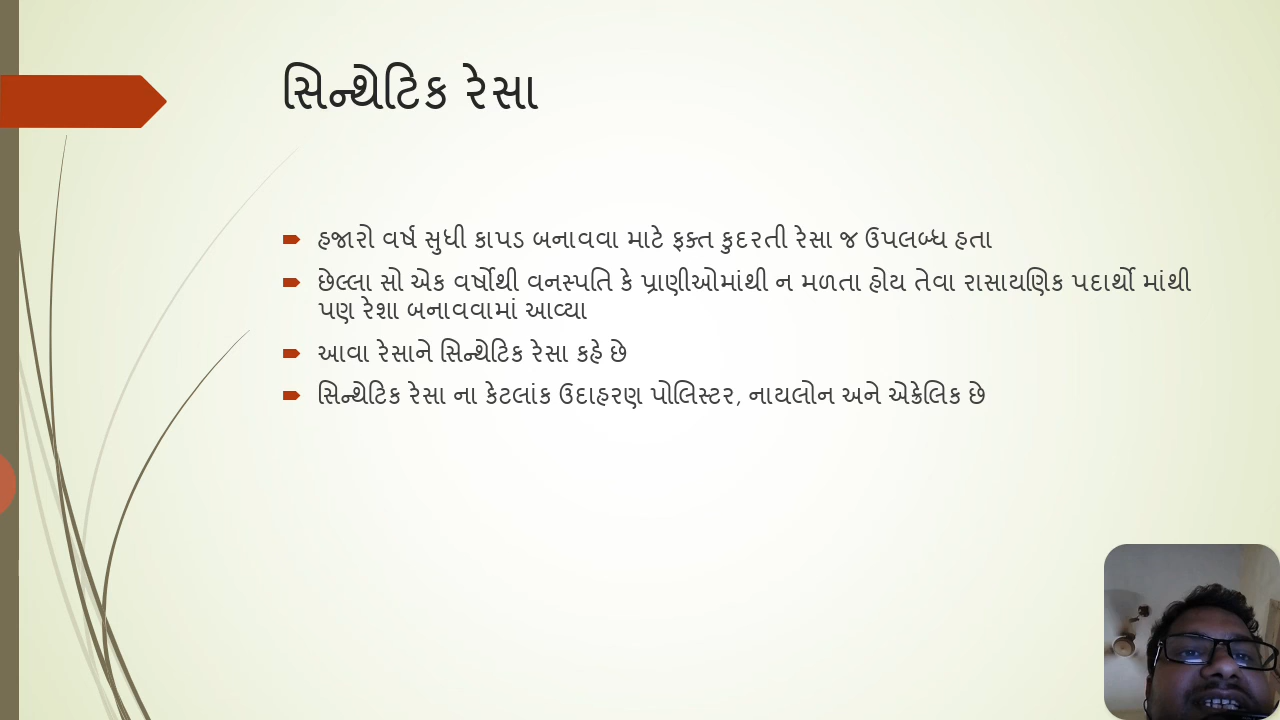 સિન્થેટિક રેસા
હજારો વર્ષ સુધી કાપડ બનાવવા માટે ફક્ત કુદરતી રેસા જ ઉપલબ્ધ હતા
છેલ્લા સો એક વર્ષોથી વનસ્પતિ કે પ્રાણીઓમાંથી ન મળતા હોય તેવા રાસાયણિક પદાર્થો માંથી
પણ રેશા બનાવવામાં આવ્યા
આવા રેસાને સિન્થેટિક રેસા કહે છે
સિન્થેટિક રેસા ના કેટલાંક ઉદાહરણ પોલિસ્ટર, નાયલોન અને એક્રેલિક છે